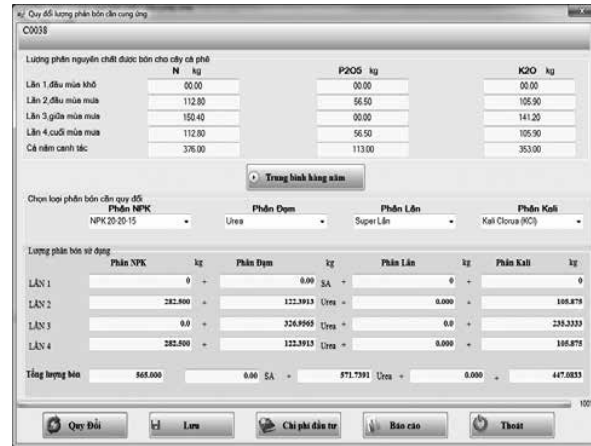 Quy đổi lượng phân bón cần cung ứng
C0038
Lượng phân nguyên chất được bón cho cây cà phê
N kg P2O5 kg K2O kg
Lần 1,đầu mùa khô 00.00 00.00 00.00
Lần 2,đầu mùa mưa 112.80 56.50 105.90
Lần 3,giữa mùa mưa 150.40 00.00 141.20
Lần 4,cuối mùa mưa 112.80 56.50 105.90
Cả năm canh tác 376.00 113.00 353.00
Trung bình hàng năm
Chọn loại phân bón cần quy đổi
Phân NPK Phân Đạm Phân Lân Phân Kali
NPK 20-20-15 Urea Super Lân Kali Clorua (KCl)
Lượng phân bón sử dụng
Phân NPK kg Phân Đạm kg Phân Lân kg Phân Kali kg
LẦN 1 0 + 0.00 SA + 0 + 0
LẦN 2 282.500 + 122.3913 Urea + 0.000 + 105.875
LẦN 3 0.0 + 326.9565 Urea + 0.0 + 235.3333
LẦN 4 282.500 + 122.3913 Urea + 0.000 + 105.875
Tổng lượng bón 565.000 0.00 SA + 571.7391 Urea + 0.000 + 447.0833
100%
Quy Đổi Lưu Chi phí đầu tư Báo cáo Thoát